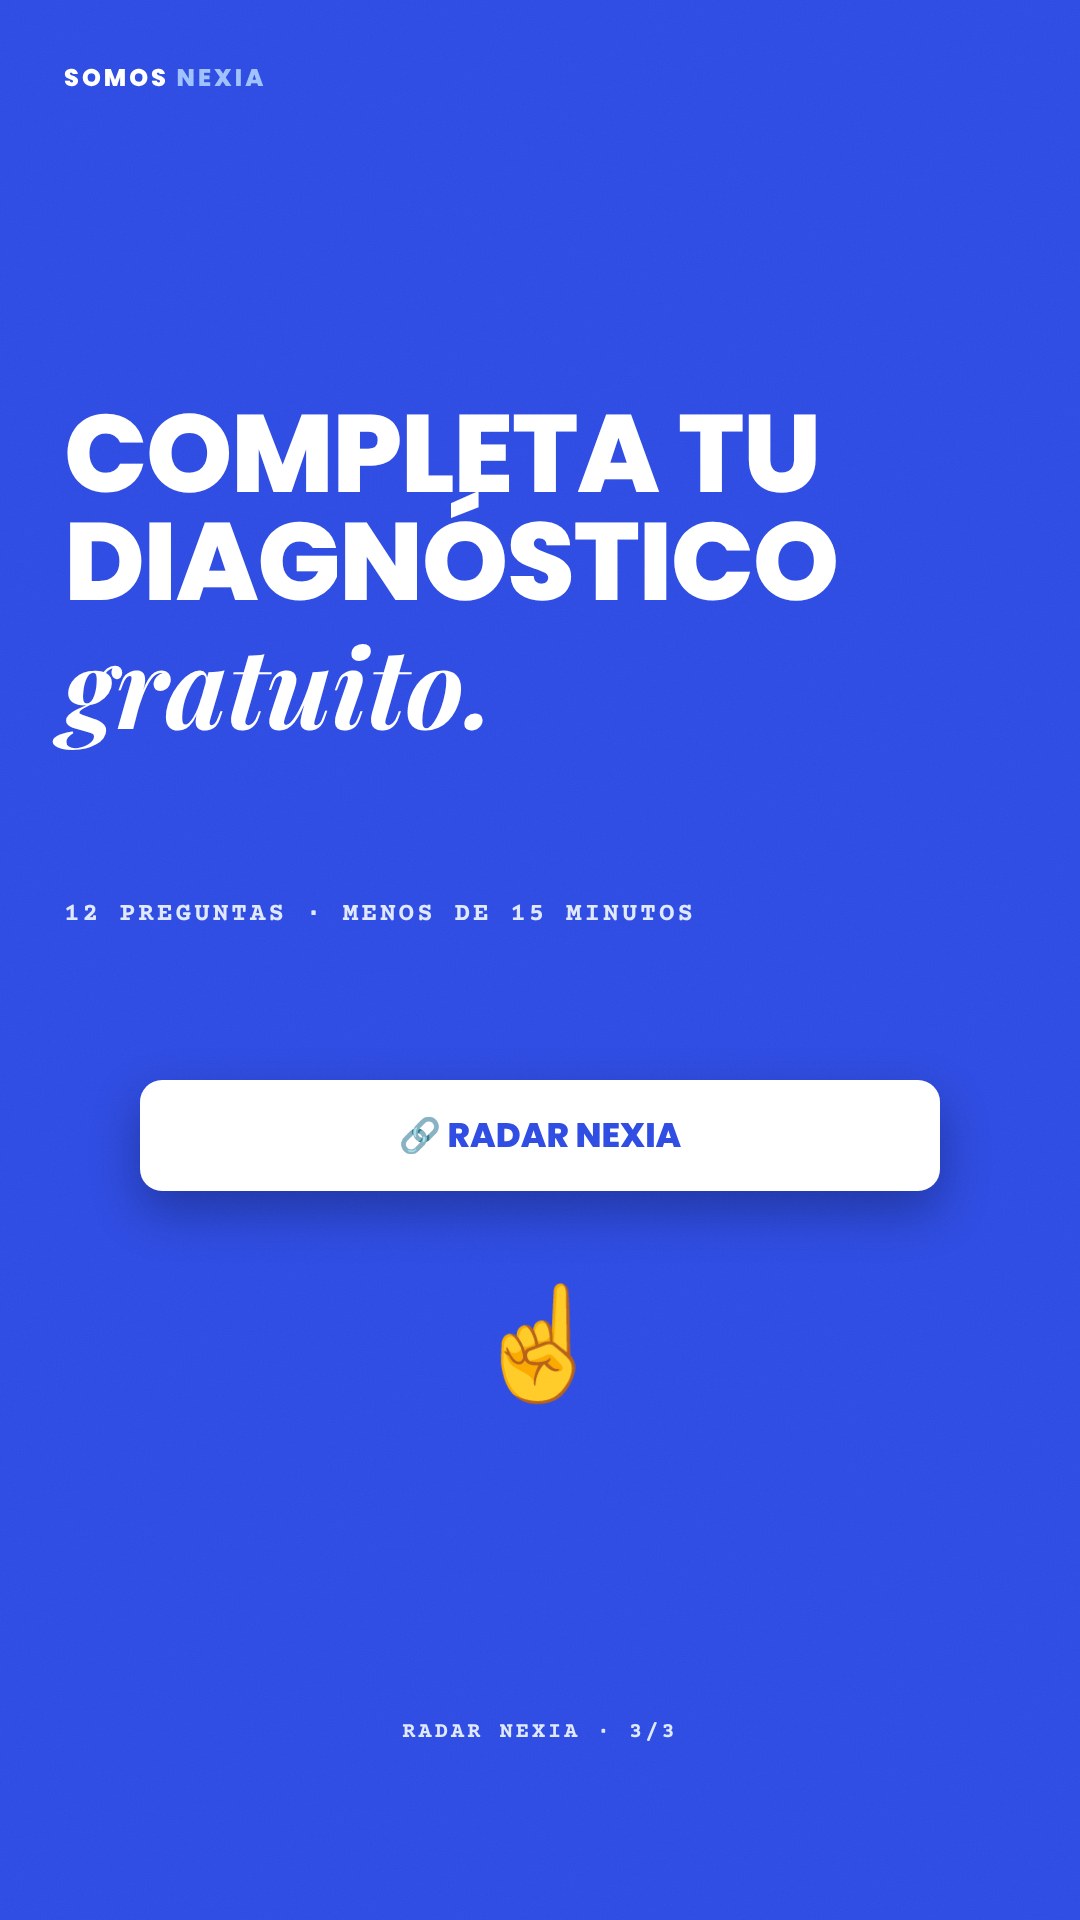 SOMOS NEXIA
COMPLETA TU
DIAGNÓSTICO
gratuito.
12 PREGUNTAS · MENOS DE 15 MINUTOS
🔗 RADAR NEXIA
RADAR NEXIA · 3/3